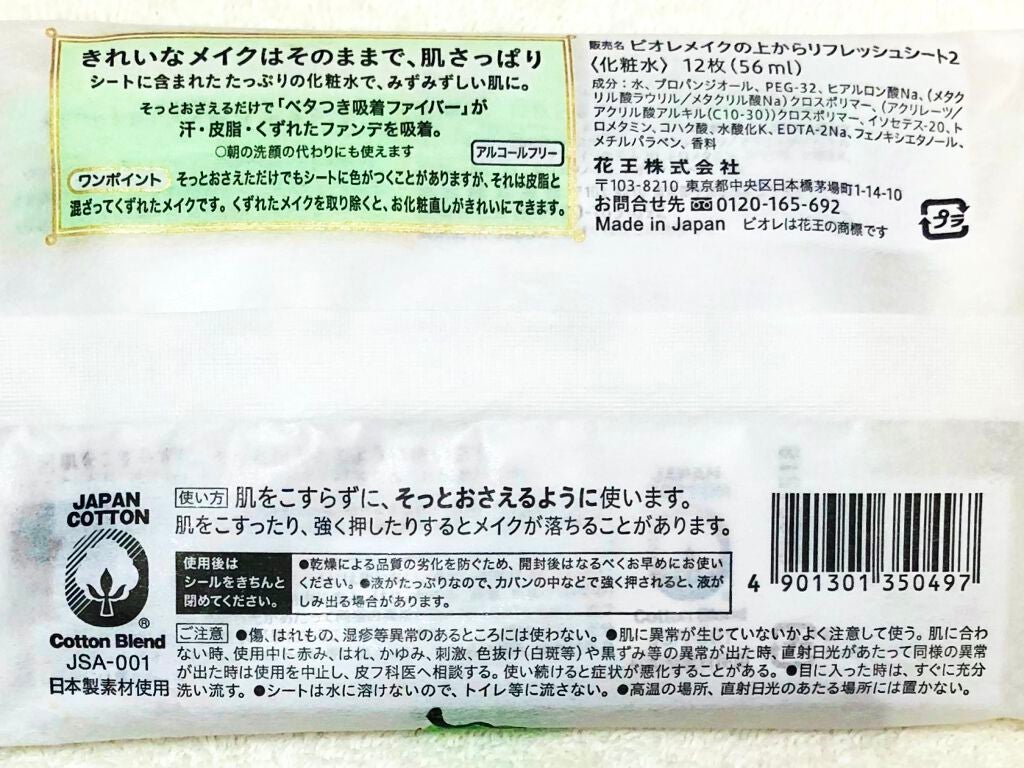 きれいなメイクはそのままで、肌さっぱり
シートに含まれたたっぷりの化粧水で、みずみずしい肌に。
そっとおさえるだけで「ベタつき吸着ファイバー」が
汗・皮脂・くずれたファンデを吸着。
○朝の洗顔の代わりにも使えます
アルコールフリー
ワンポイント そっとおさえただけでもシートに色がつくことがありますが、それは皮脂と
混ざってくずれたメイクです。くずれたメイクを取り除くと、お化粧直しがきれいにできます。
販売名 ビオレメイクの上からリフレッシュシート2
〈化粧水〉 12枚(56ml)
成分:水、プロパンジオール、PEG-32、ヒアルロン酸Na、(メタク
リル酸ラウリル/メタクリル酸Na)クロスポリマー、(アクリレーツ/
アクリル酸アルキル(C10-30))クロスポリマー、イソセテス-20、ト
ロメタミン、コハク酸、水酸化K、EDTA-2Na、フェノキシエタノール、
メチルパラベン、香料
花王株式会社
〒103-8210 東京都中央区日本橋茅場町1-14-10
お問合せ先 0120-165-692
Made in Japan ビオレは花王の商標です
プラ
JAPAN
COTTON
®
Cotton Blend
JSA-001
日本製素材使用
使い方 肌をこすらずに、そっとおさえるように使います。
肌をこすったり、強く押したりするとメイクが落ちることがあります。
使用後は
シールをきちんと
閉めてください。
●乾燥による品質の劣化を防ぐため、開封後はなるべくお早めにお使い
ください。●液がたっぷりなので、カバンの中などで強く押されると、液が
しみ出る場合があります。
4 901301 350497
ご注意 ●傷、はれもの、湿疹等異常のあるところには使わない。●肌に異常が生じていないかよく注意して使う。肌に合わ
ない時、使用中に赤み、はれ、かゆみ、刺激、色抜け(白斑等)や黒ずみ等の異常が出た時、直射日光があたって同様の異常
が出た時は使用を中止し、皮フ科医へ相談する。使い続けると症状が悪化することがある。●目に入った時は、すぐに充分
洗い流す。●シートは水に溶けないので、トイレ等に流さない。●高温の場所、直射日光のあたる場所には置かない。